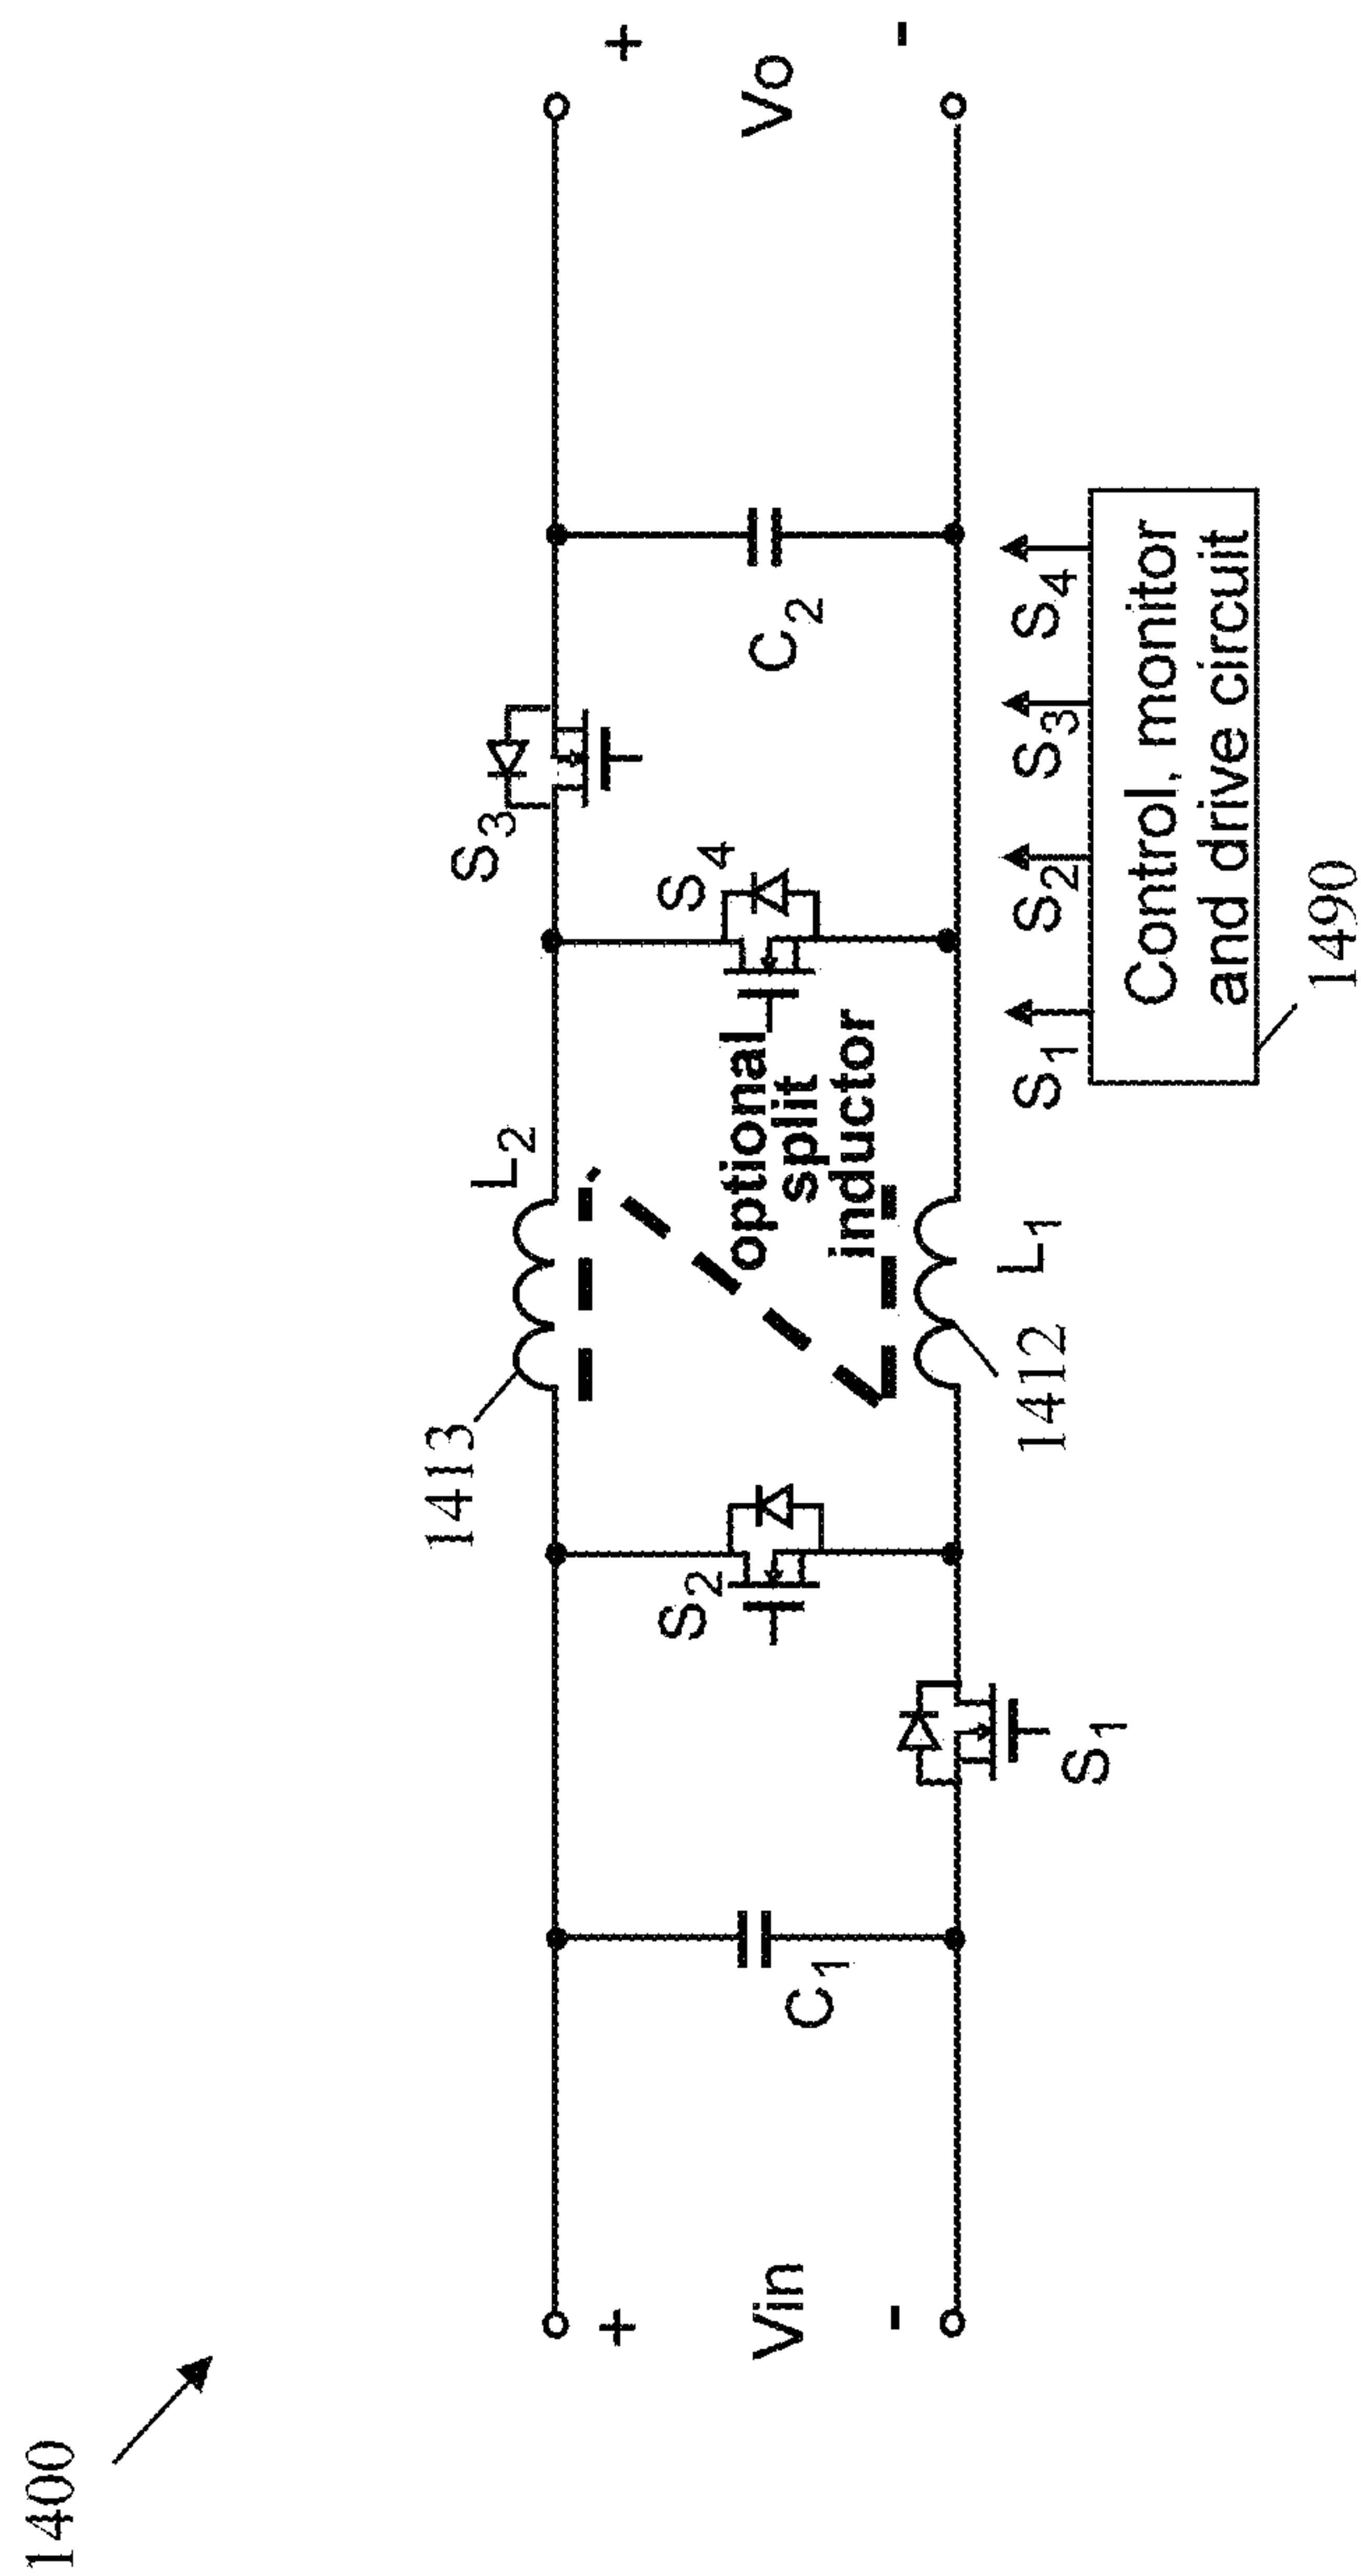 1400
1413
L2
S3
+
+
Vin
-
C1
S2
optional
split
inductor
S4
C2
Vo
-
S1
1412
L1
S1
S2
S3
S4
Control, monitor
and drive circuit
1490